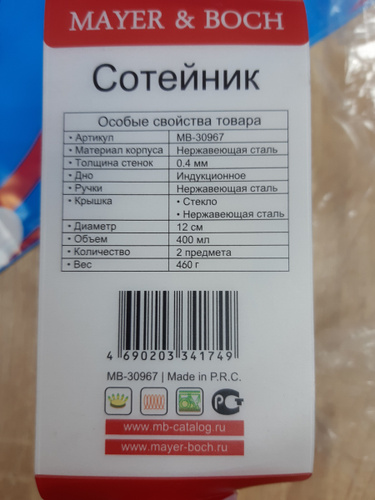 MAYER & BOCH
Сотейник
Особые свойства товара
• Артикул MB-30967
• Материал корпуса Нержавеющая сталь
• Толщина стенок 0.4 мм
• Дно Индукционное
• Ручки Нержавеющая сталь
• Крышка • Стекло
• Нержавеющая сталь
• Диаметр 12 см
• Объем 400 мл
• Количество 2 предмета
• Вес 460 г
4 690203 341749
MB-30967 | Made in P.R.C.
www.mb-catalog.ru
www.mayer-boch.ru